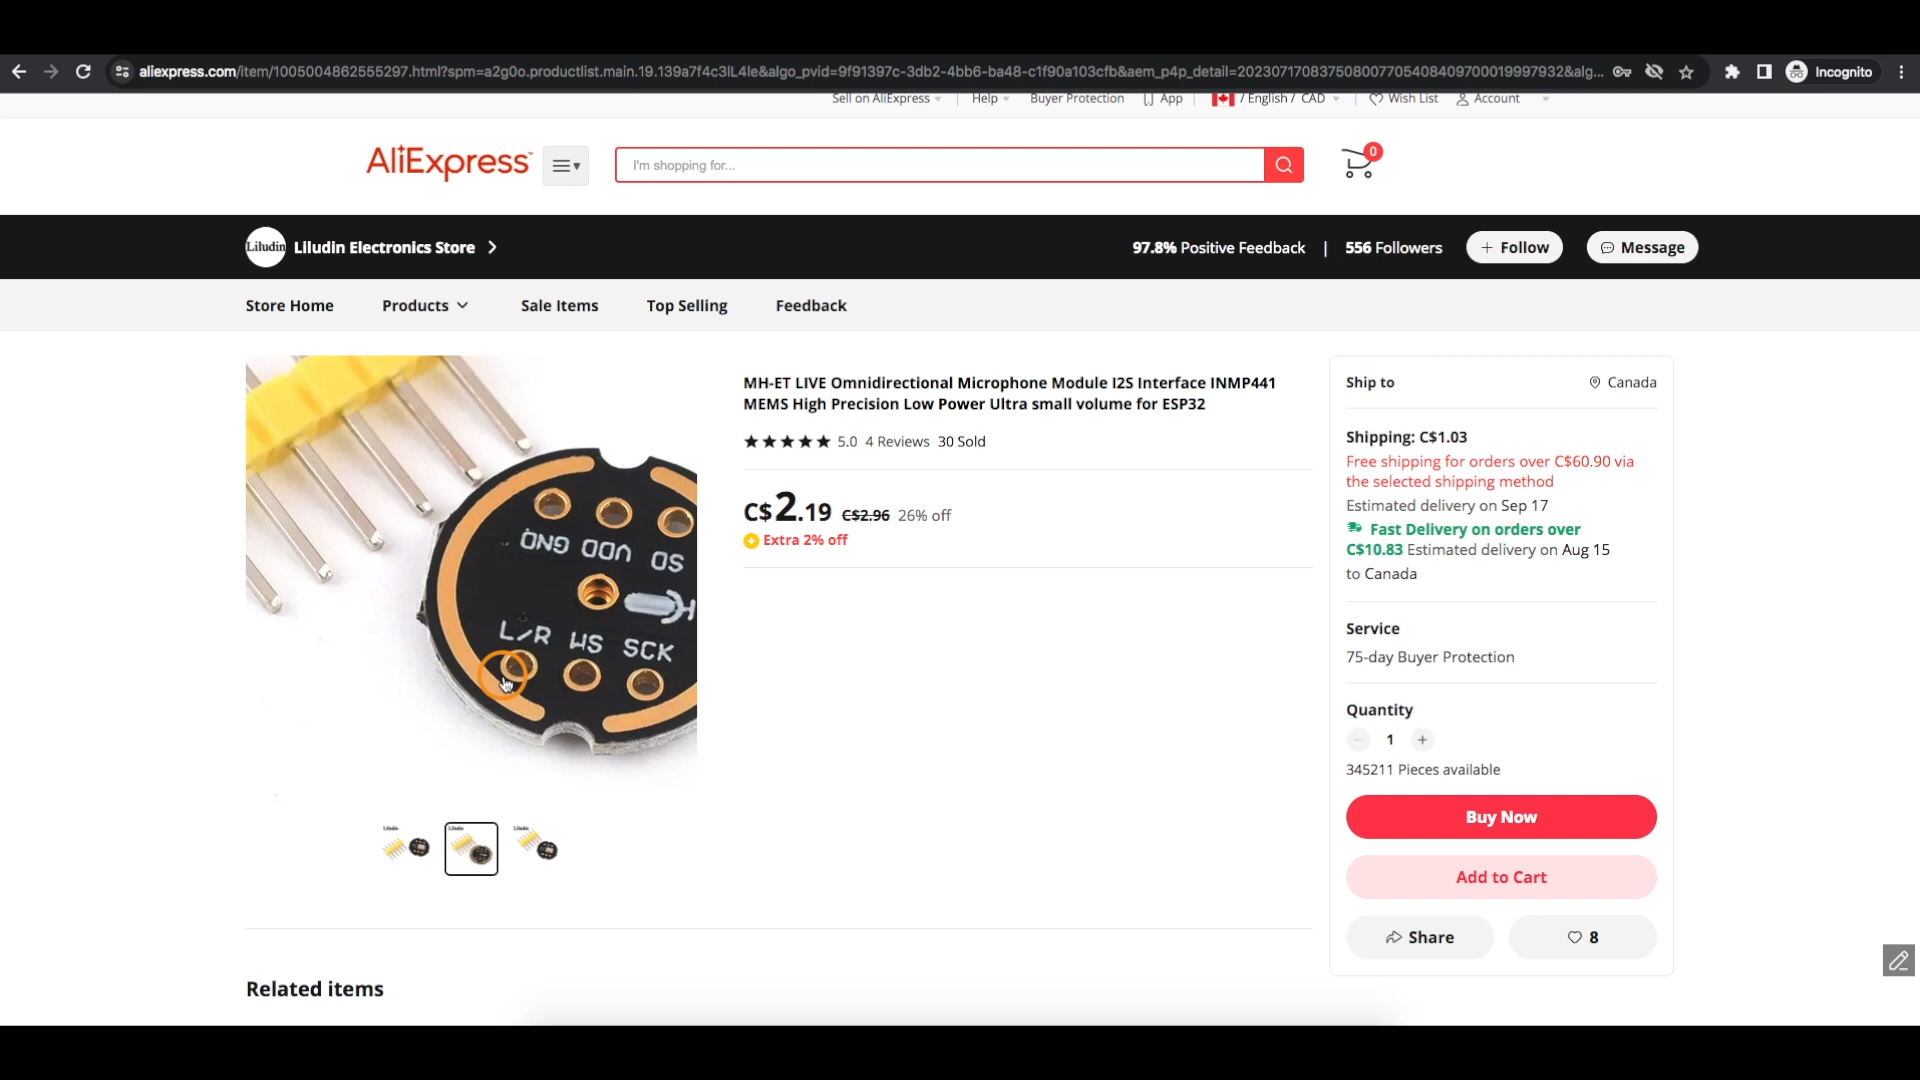 aliexpress.com/item/1005004862555297.html?spm=a2g0o.productlist.main.19.139a7f4c3lL4le&algo_pvid=9f91397c-3db2-4bb6-ba48-c1f90a103cfb&aem_p4p_detail=202307170837508007705408409700019997932&alg...
Incognito
Sell on AliExpress
Help
Buyer Protection
App
/ English / CAD
Wish List
Account
AliExpress
I'm shopping for...
0
Liludin
Liludin Electronics Store
97.8% Positive Feedback | 556 Followers
+ Follow
Message
Store Home
Products
Sale Items
Top Selling
Feedback
GND VDD SD
L/R WS SCK
Liludin
Liludin
Liludin
MH-ET LIVE Omnidirectional Microphone Module I2S Interface INMP441
MEMS High Precision Low Power Ultra small volume for ESP32
5.0 4 Reviews 30 Sold
C$2.19 C$2.96 26% off
Extra 2% off
Ship to
Canada
Shipping: C$1.03
Free shipping for orders over C$60.90 via
the selected shipping method
Estimated delivery on Sep 17
Fast Delivery on orders over
C$10.83 Estimated delivery on Aug 15
to Canada
Service
75-day Buyer Protection
Quantity
- 1 +
345211 Pieces available
Buy Now
Add to Cart
Share
8
Related items